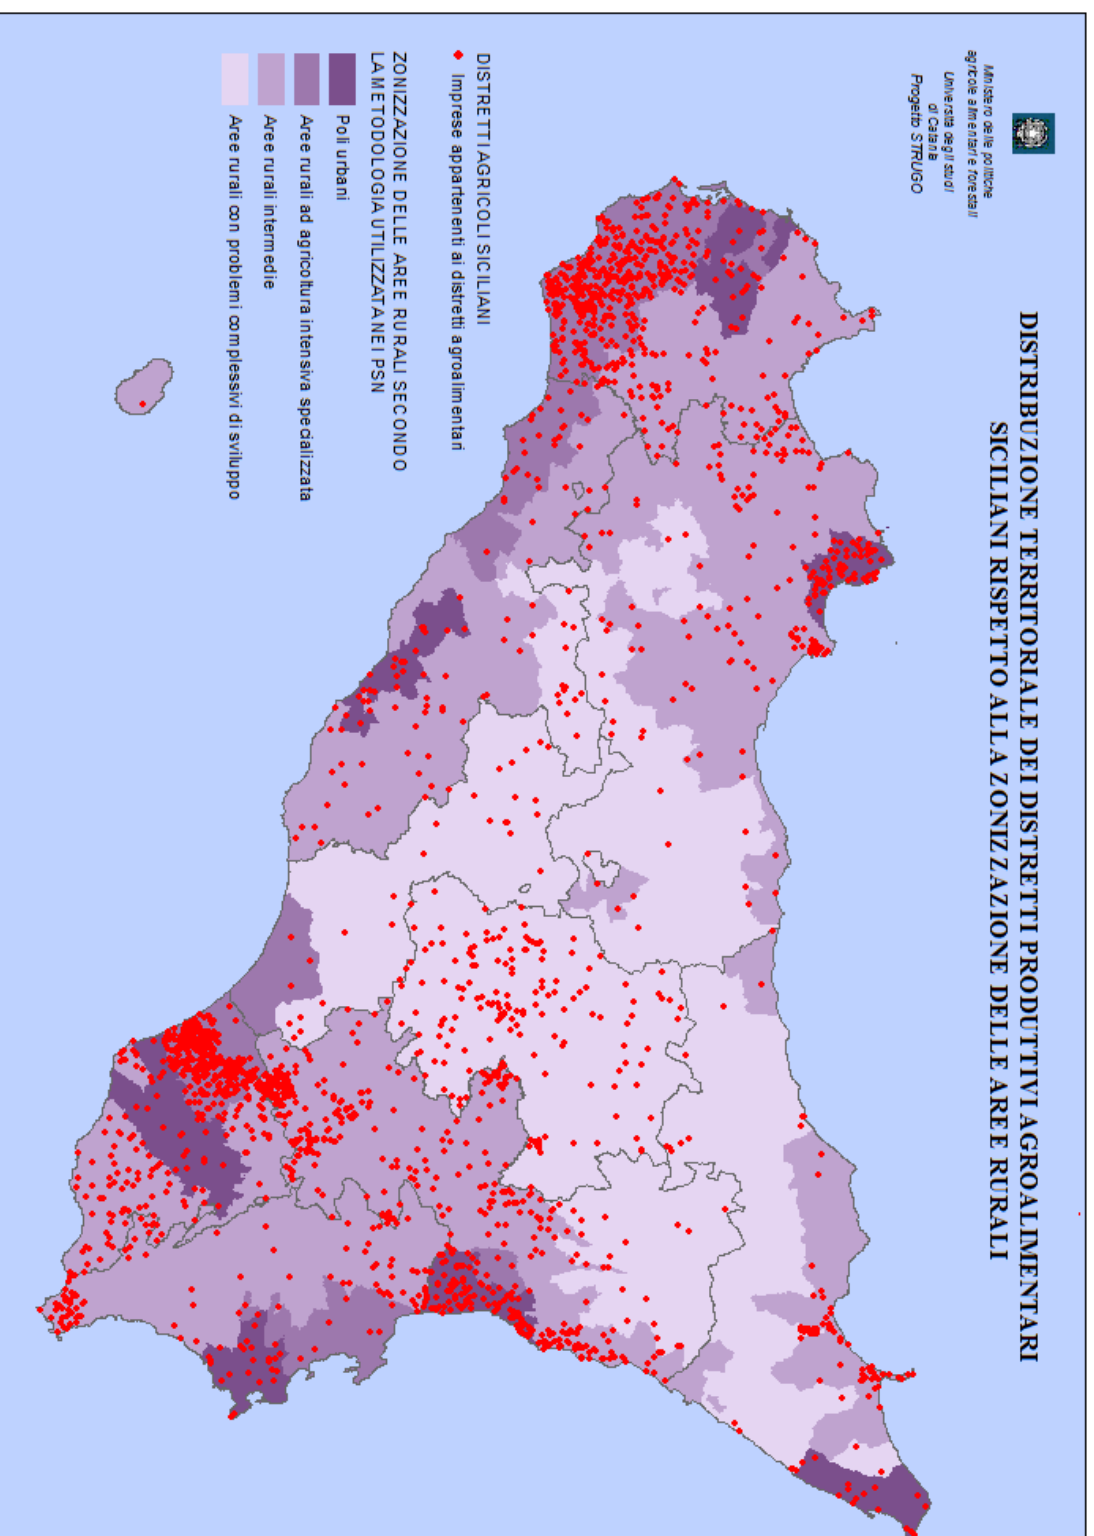 DISTRIBUZIONE TERRITORIALE DEI DISTRETTI PRODUTTIVI AGROALIMENTARI
SICILIANI RISPETTO ALLA ZONIZZAZIONE DELLE AREE RURALI
Ministero delle politiche
agricole alimentari e forestali
Università degli studi
di Catania
Progetto STRUGO
DISTRETTI AGRICOLI SICILIANI
Imprese appartenenti ai distretti agroalimentari
ZONIZZAZIONE DELLE AREE RURALI SECONDO
LA METODOLOGIA UTILIZZATA NEI PSN
Poli urbani
Aree rurali ad agricoltura intensiva specializzata
Aree rurali intermedie
Aree rurali con problemi complessivi di sviluppo